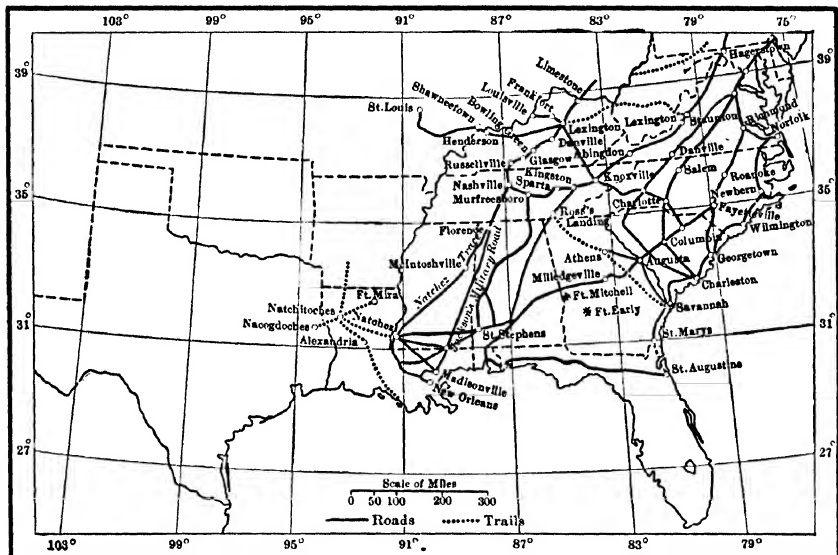 103° 99° 95° 91° 87° 83° 79° 75°
39°
39°
Hagerstown
Limestone
Frankfort
Louisville
Shawneetown
Bowling Green
St. Louis
Lexington
Lexington
Staunton
Richmond
Norfolk
Henderson
Danville
Danville
Russellville
Glasgow
Abingdon
Salem
Roanoke
Kingston
Knoxville
Nashville
Sparta
Newbern
35°
35°
Murfreesboro
Charlotte
Fayetteville
Ross's
Landing
Wilmington
Florence
Columbia
McIntoshville
Natchez Trace
Jackson's Military Road
Athens
Augusta
Georgetown
Milledgeville
Charleston
Ft. Mira
Ft. Mitchell
Natchitoches
Savannah
Natchez
Ft. Early
Nacogdoches
31°
31°
St. Stephens
St. Marys
Alexandria
St. Augustine
Madisonville
New Orleans
27°
27°
Scale of Miles
0 50 100 200 300
Roads Trails
103° 99° 95° 91° 87° 83° 79°